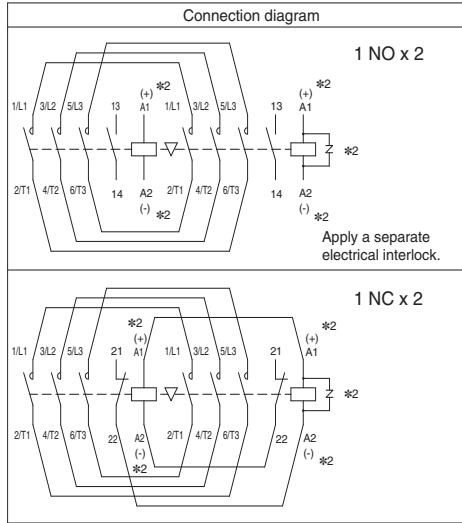 Connection diagram
1 NO x 2
*2 *2
(+) (+)
1/L1 3/L2 5/L3 13 A1 1/L1 3/L2 5/L3 13 A1
*2
2/T1 4/T2 6/T3 14 A2 2/T1 4/T2 6/T3 14 A2
(-) (-)
*2 *2
Apply a separate
electrical interlock.
1 NC x 2
*2 *2
(+) (+)
1/L1 3/L2 5/L3 21 A1 1/L1 3/L2 5/L3 21 A1
*2
2/T1 4/T2 6/T3 22 A2 2/T1 4/T2 6/T3 22 A2
(-) (-)
*2 *2